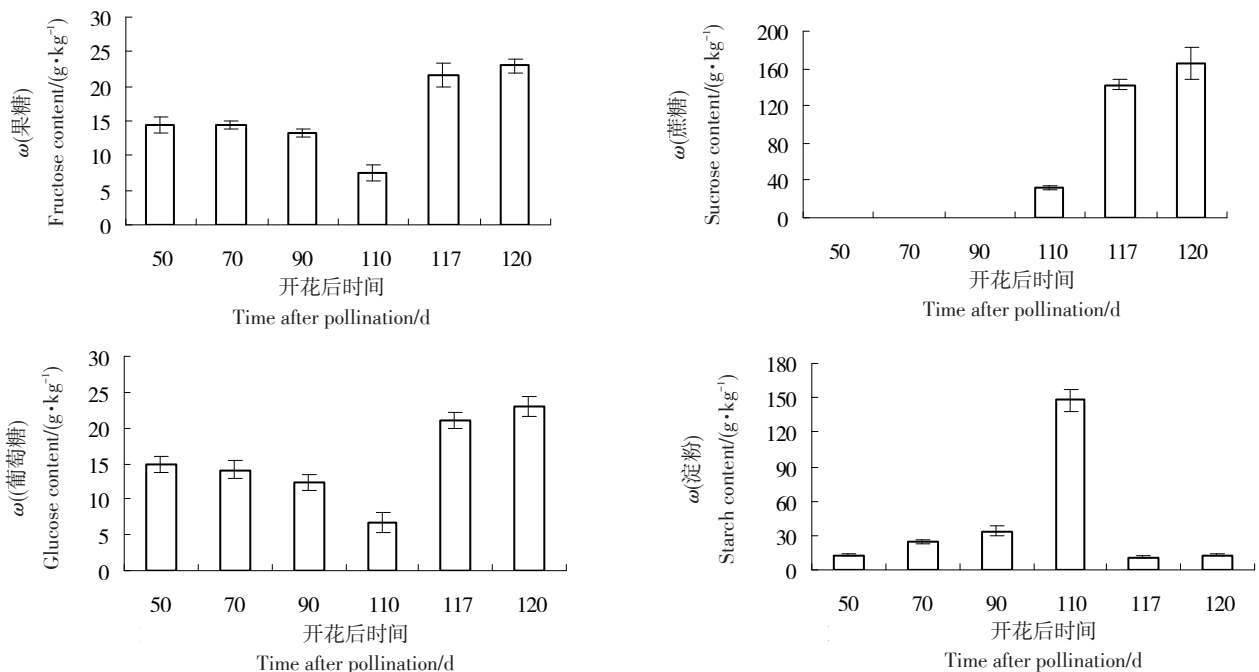 ω(果糖)
Fructose content/(g•kg⁻¹)
30
25
20
15
10
5
0
50 70 90 110 117 120
开花后时间
Time after pollination/d
ω(蔗糖)
Sucrose content/(g•kg⁻¹)
200
160
120
80
40
0
50 70 90 110 117 120
开花后时间
Time after pollination/d
ω((葡萄糖)
Glucose content/(g•kg⁻¹)
30
25
20
15
10
5
0
50 70 90 110 117 120
开花后时间
Time after pollination/d
ω(淀粉)
Starch content/(g•kg⁻¹)
180
150
120
90
60
30
0
50 70 90 110 117 120
开花后时间
Time after pollination/d